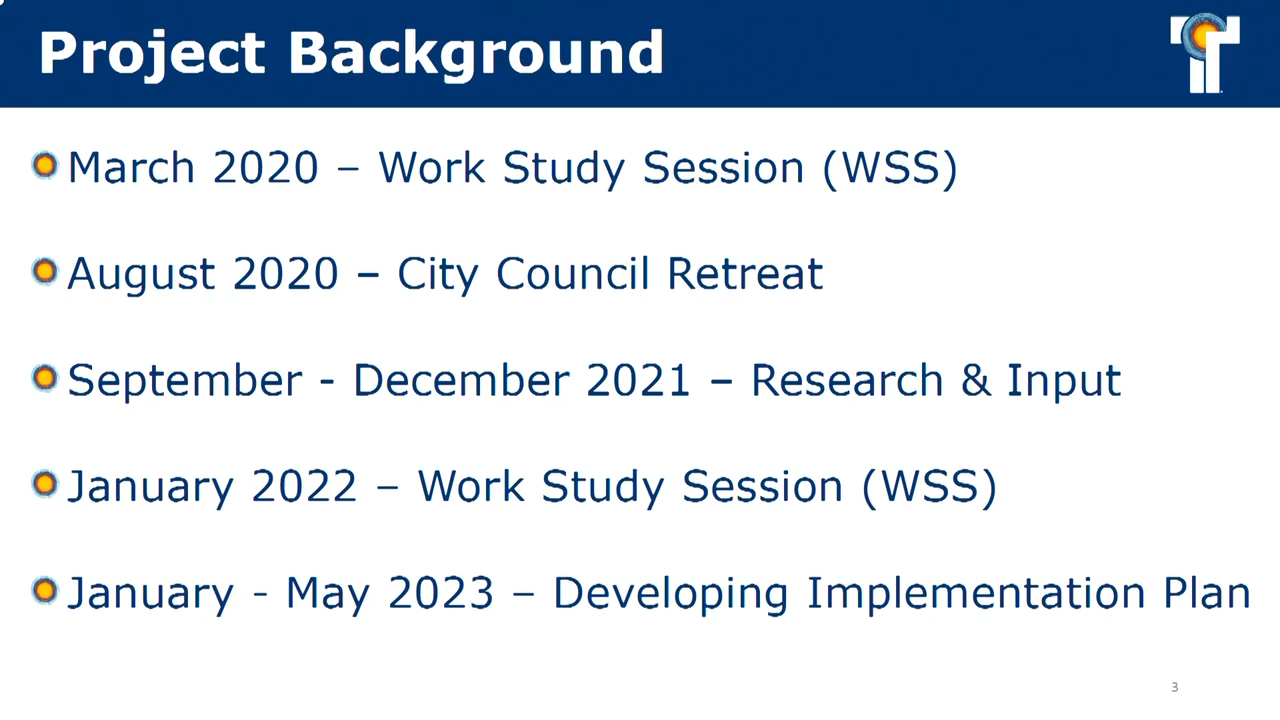 Project Background
March 2020 – Work Study Session (WSS)
August 2020 – City Council Retreat
September - December 2021 – Research & Input
January 2022 – Work Study Session (WSS)
January - May 2023 – Developing Implementation Plan
3